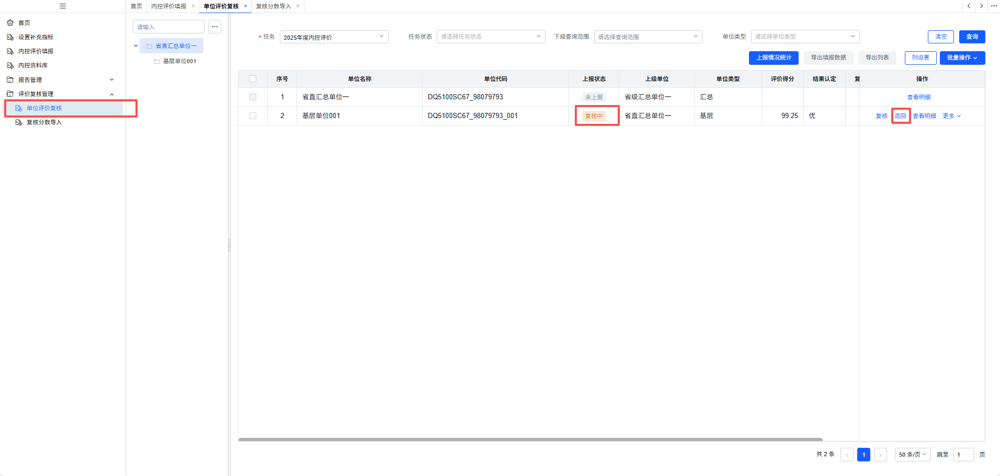 首页 内控评价填报 × 单位评价复核 × 复核分数导入 ×
首页
设置补充指标
内控评价填报
内控资料库
报告管理
评价复核管理
单位评价复核
复核分数导入
请输入
省直汇总单位一
基层单位001
* 任务 2025年度内控评价 任务状态 请选择任务状态 下级查询范围 请选择查询范围 单位类型 请选择单位类型 清空 查询
上报情况统计 导出填报数据 导出列表 列设置 批量操作
序号 单位名称 单位代码 上报状态 上级单位 单位类型 评价得分 结果认定 复 操作
1 省直汇总单位一 DQ5100SC67_98079793 未上报 省级汇总单位一 汇总 查看明细
2 基层单位001 DQ5100SC67_98079793_001 复核中 省直汇总单位一 基层 99.25 优 复核 退回 查看明细 更多
共 2 条 1 50 条/页 跳至 1 页